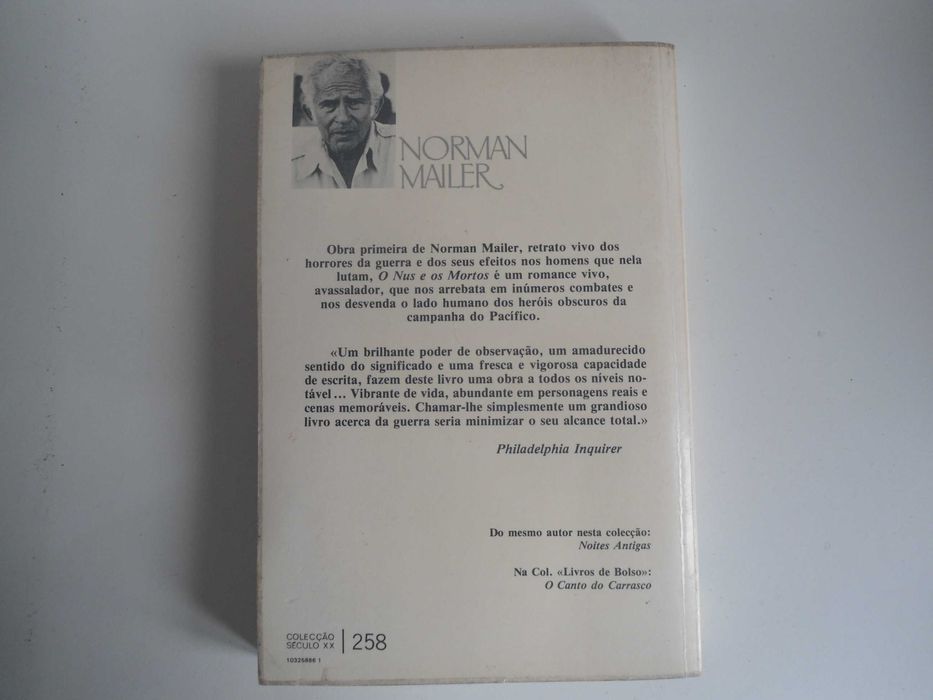 NORMAN
MAILER
Obra primeira de Norman Mailer, retrato vivo dos
horrores da guerra e dos seus efeitos nos homens que nela
lutam, O Nus e os Mortos é um romance vivo,
avassalador, que nos arrebata em inúmeros combates e
nos desvenda o lado humano dos heróis obscuros da
campanha do Pacífico.
«Um brilhante poder de observação, um amadurecido
sentido do significado e uma fresca e vigorosa capacidade
de escrita, fazem deste livro uma obra a todos os níveis no-
tável... Vibrante de vida, abundante em personagens reais e
cenas memoráveis. Chamar-lhe simplesmente um grandioso
livro acerca da guerra seria minimizar o seu alcance total.»
Philadelphia Inquirer
Do mesmo autor nesta colecção:
Noites Antigas
Na Col. «Livros de Bolso»:
O Canto do Carrasco
COLECÇÃO
SÉCULO XX | 258
10325886 1